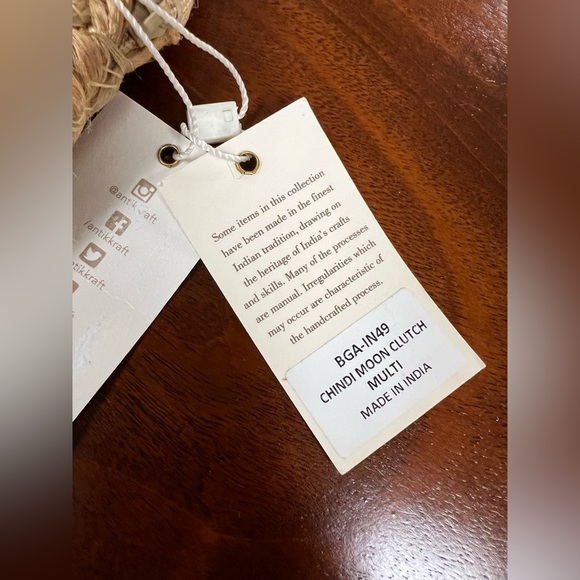 @antikkraft
/antikkraft
ntikkraft
Some items in this collection
have been made in the finest
Indian tradition, drawing on
the heritage of India's crafts
and skills. Many of the processes
are manual. Irregularities which
may occur are characteristic of
the handcrafted process.
BGA-IN49
CHINDI MOON CLUTCH
MULTI
MADE IN INDIA